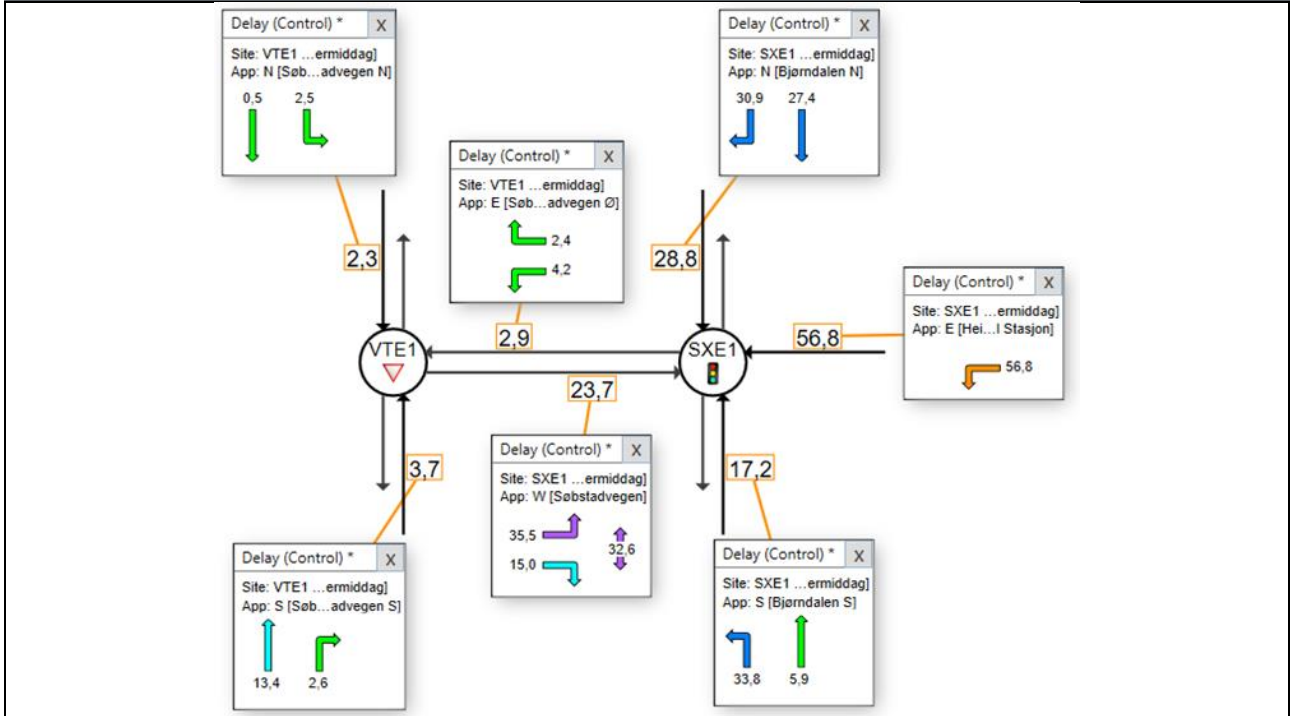 Delay (Control) * X
Site: VTE1 ...ermiddag]
App: N [Søb...advegen N]
0,5 2,5
Delay (Control) * X
Site: SXE1 ...ermiddag]
App: N [Bjørndalen N]
30,9 27,4
Delay (Control) * X
Site: VTE1 ...ermiddag]
App: E [Søb...advegen Ø]
2,4
4,2
2,3
28,8
Delay (Control) * X
Site: SXE1 ...ermiddag]
App: E [Hei...l Stasjon]
56,8
2,9
56,8
VTE1
SXE1
23,7
Delay (Control) * X
Site: SXE1 ...ermiddag]
App: W [Søbstadvegen]
35,5
32,6
15,0
3,7
17,2
Delay (Control) * X
Site: VTE1 ...ermiddag]
App: S [Søb...advegen S]
13,4 2,6
Delay (Control) * X
Site: SXE1 ...ermiddag]
App: S [Bjørndalen S]
33,8 5,9